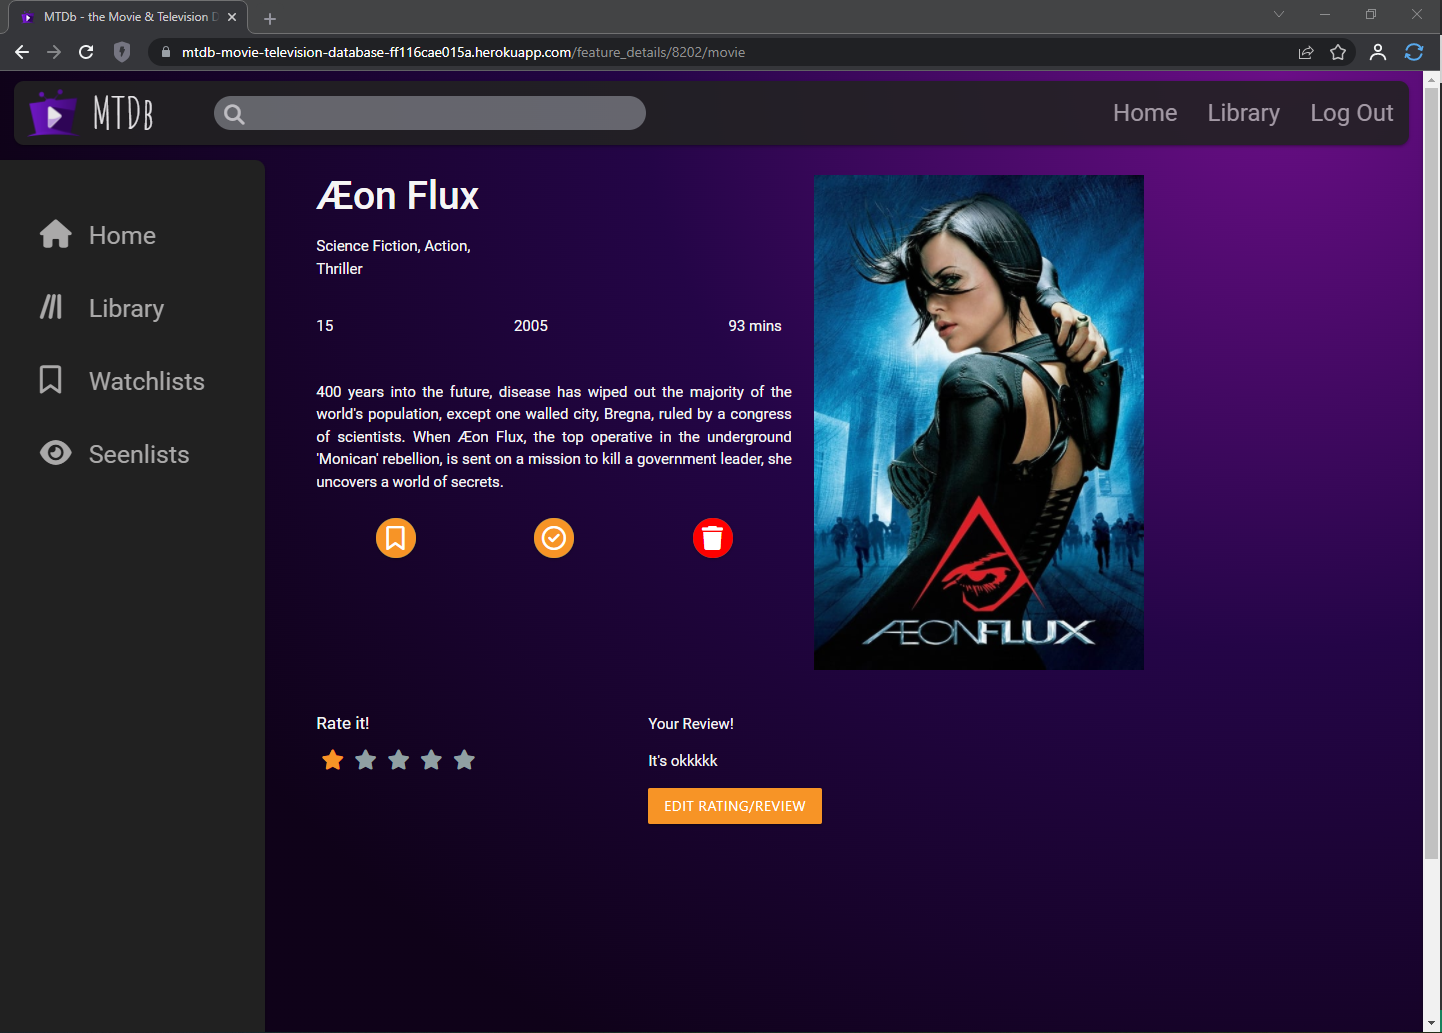 MTDb - the Movie & Television D
mtdb-movie-television-database-ff116cae015a.herokuapp.com/feature_details/8202/movie
MTDb
Home
Library
Log Out
Home
Library
Watchlists
Seenlists
Æon Flux
Science Fiction, Action,
Thriller
15
2005
93 mins
400 years into the future, disease has wiped out the majority of the
world's population, except one walled city, Bregna, ruled by a congress
of scientists. When Æon Flux, the top operative in the underground
'Monican' rebellion, is sent on a mission to kill a government leader, she
uncovers a world of secrets.
ÆONFLUX
Rate it!
Your Review!
It's okkkkk
EDIT RATING/REVIEW